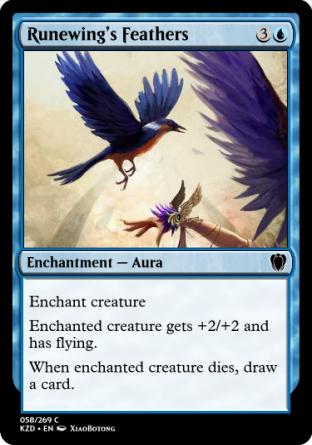 Runewing's Feathers 3
Enchantment — Aura
Enchant creature
Enchanted creature gets +2/+2 and
has flying.
When enchanted creature dies, draw
a card.
058/269 C
KZD • EN XiaoBotong